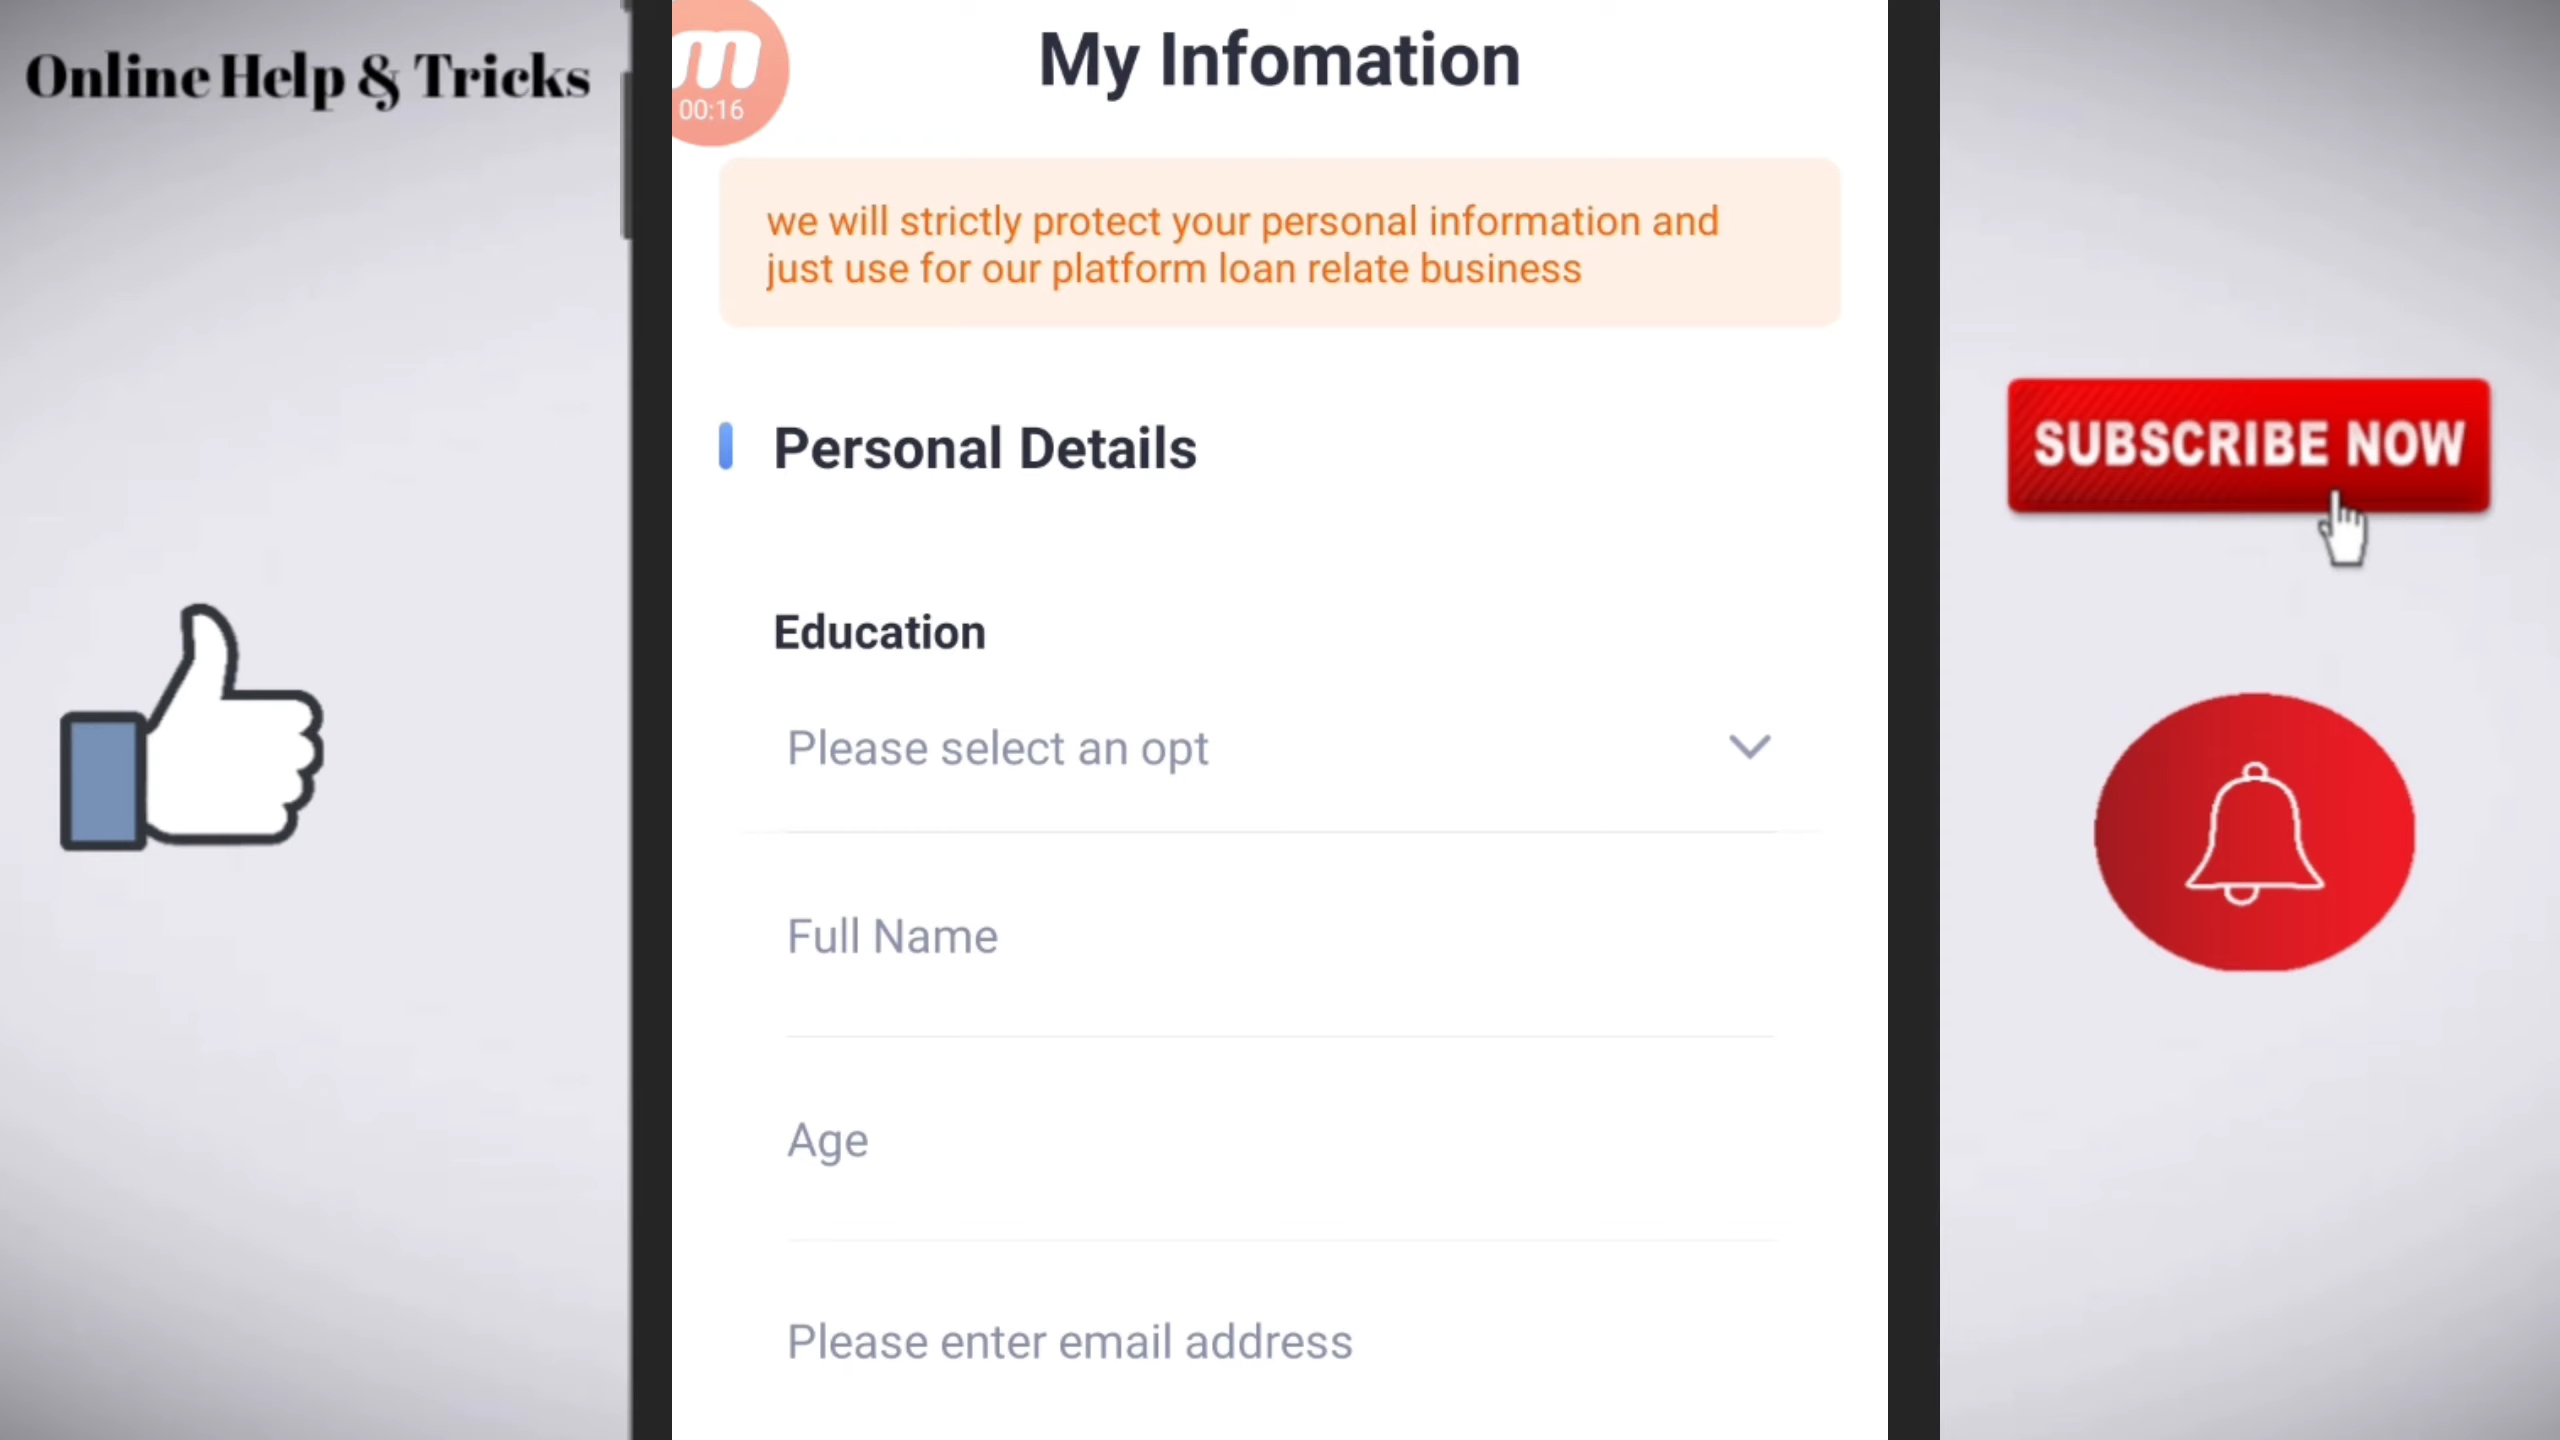 Online Help & Tricks
m
00:16
My Infomation
we will strictly protect your personal information and
just use for our platform loan relate business
Personal Details
Education
Please select an opt
Full Name
Age
Please enter email address
SUBSCRIBE NOW